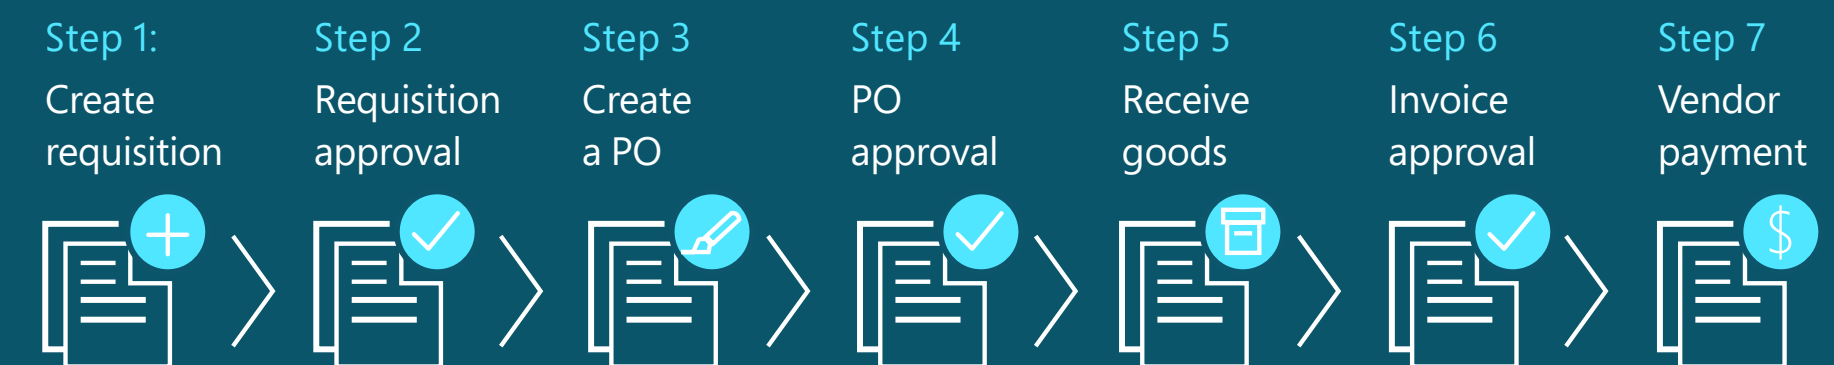 Step 1:
Create
requisition
Step 2
Requisition
approval
Step 3
Create
a PO
Step 4
PO
approval
Step 5
Receive
goods
Step 6
Invoice
approval
Step 7
Vendor
payment
$